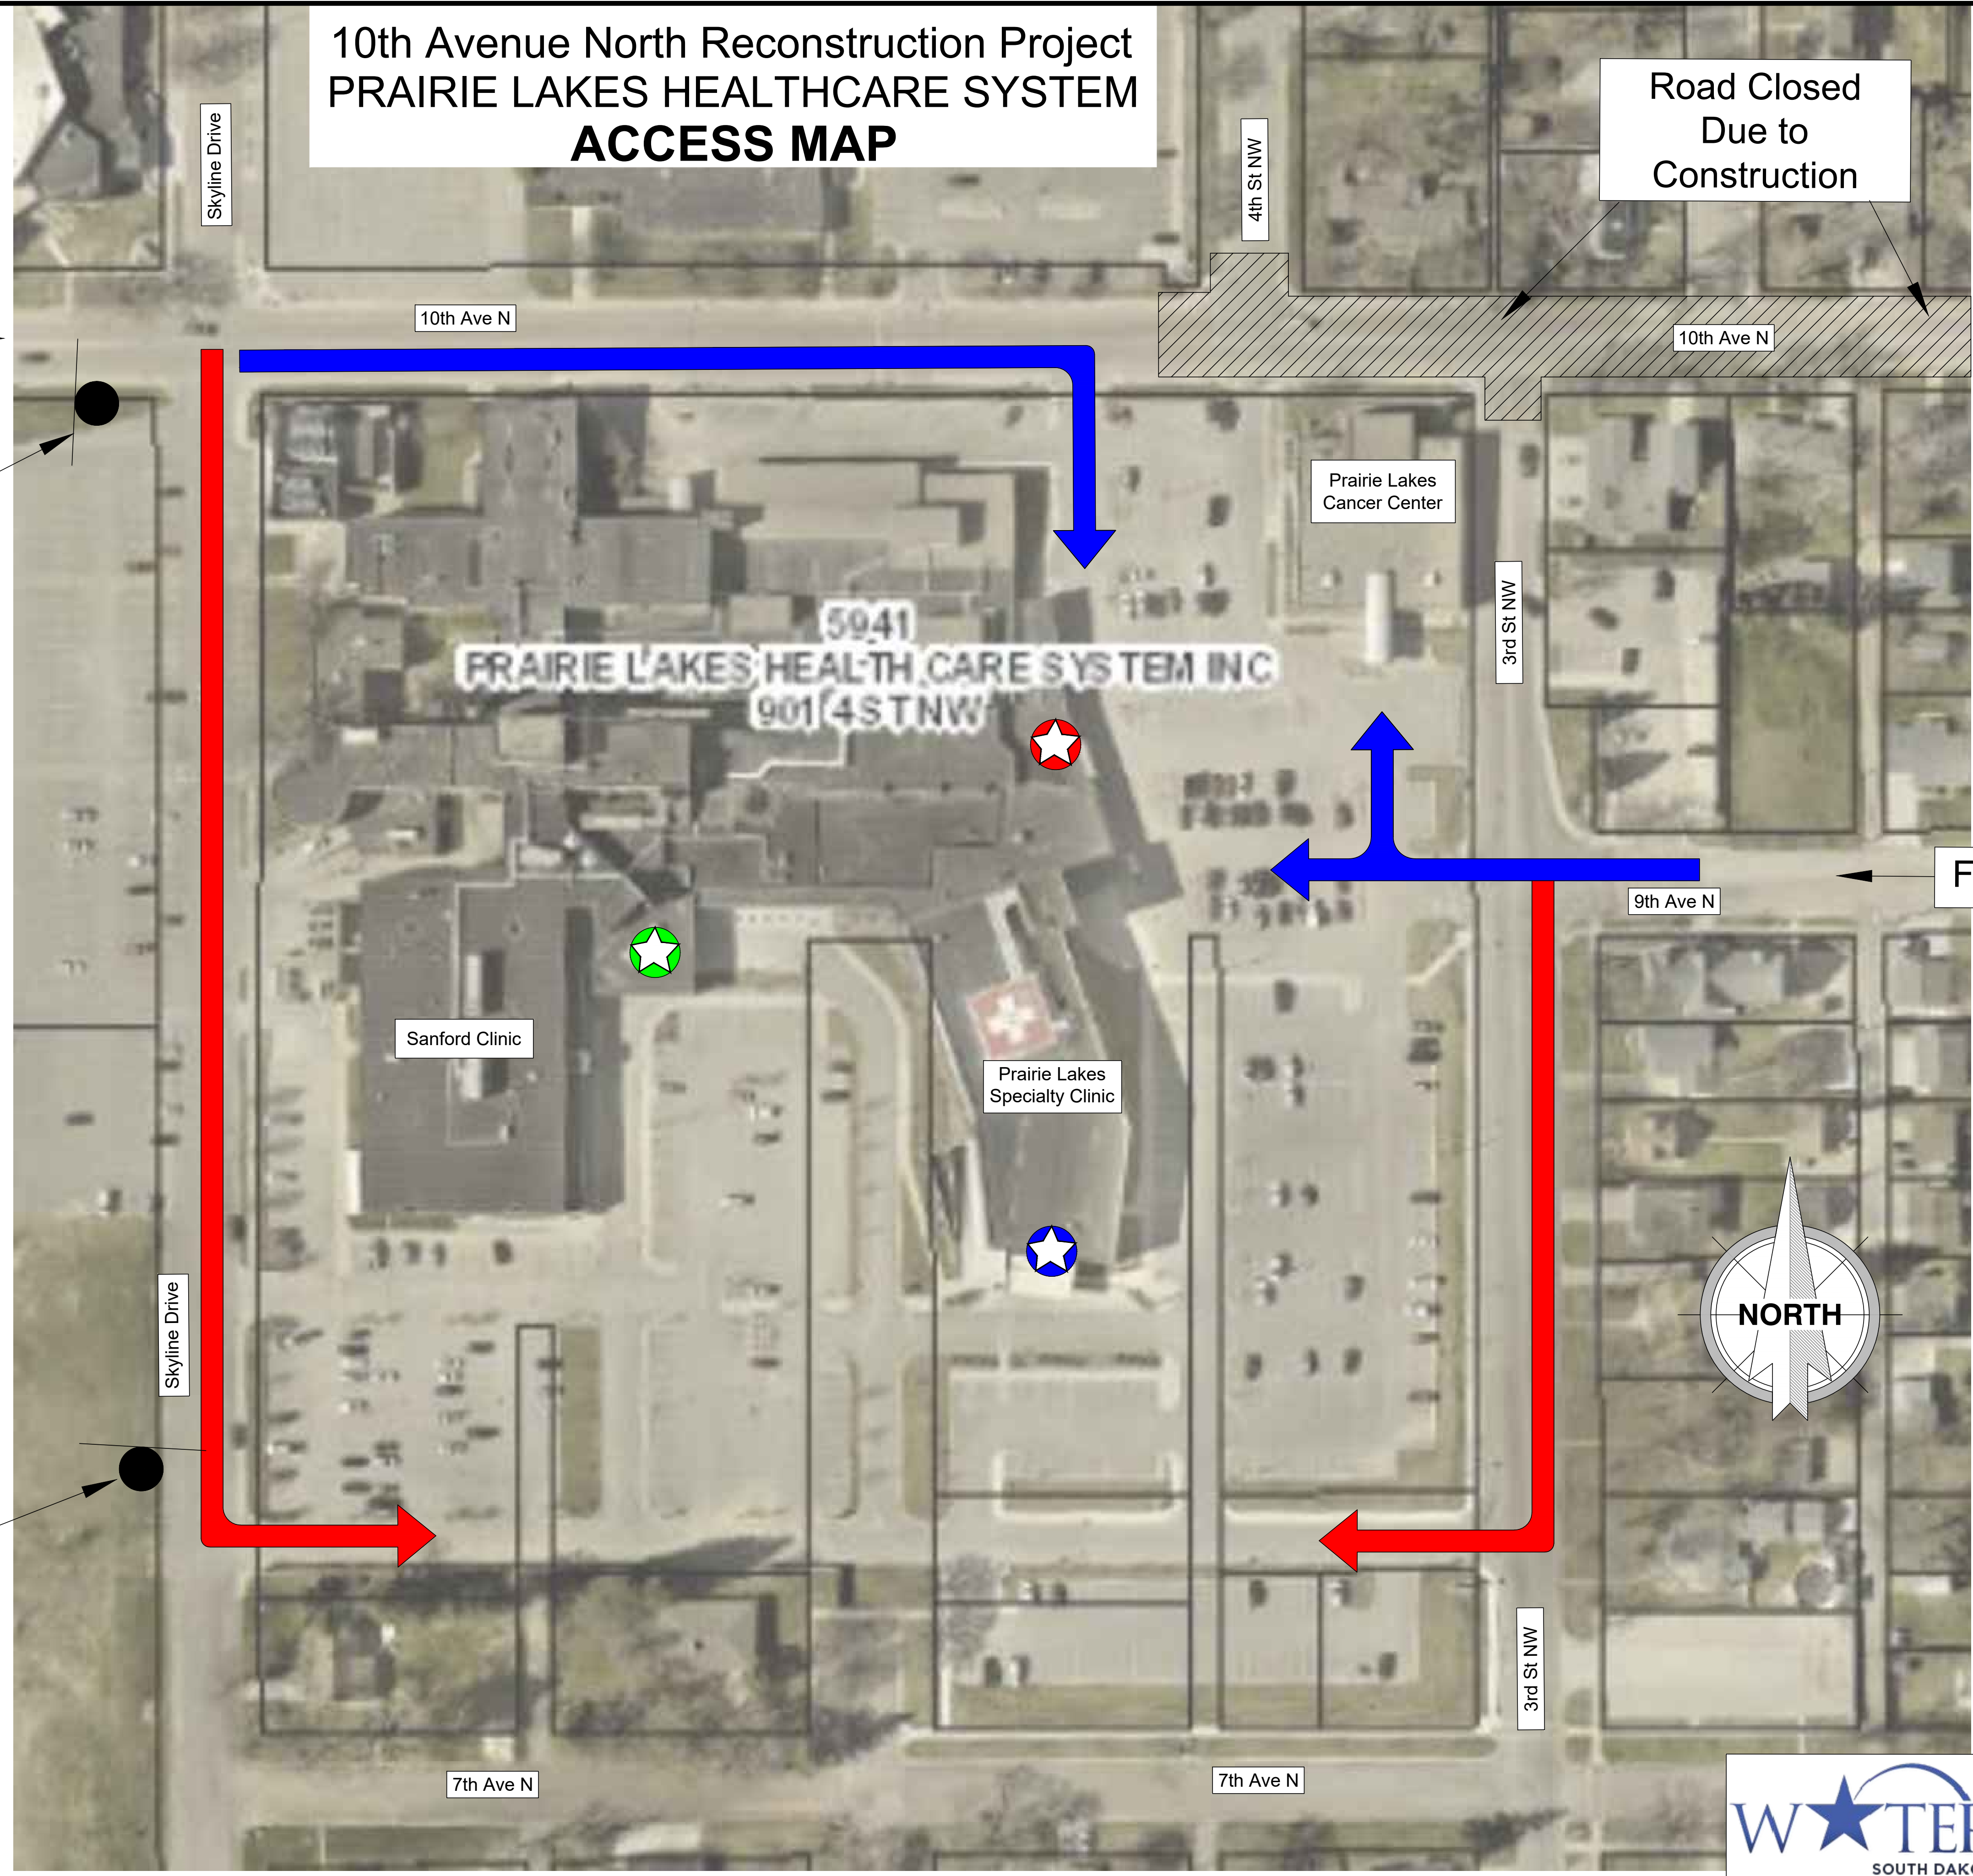 10th Avenue North Reconstruction Project
PRAIRIE LAKES HEALTHCARE SYSTEM
ACCESS MAP
Road Closed
Due to
Construction
Skyline Drive
4th St NW
10th Ave N
10th Ave N
Prairie Lakes
Cancer Center
3rd St NW
5941
PRAIRIE LAKES HEALTH CARE SYSTEM INC
901 4 ST NW
F
9th Ave N
Sanford Clinic
Prairie Lakes
Specialty Clinic
NORTH
Skyline Drive
3rd St NW
7th Ave N
7th Ave N
W TER
SOUTH DAK